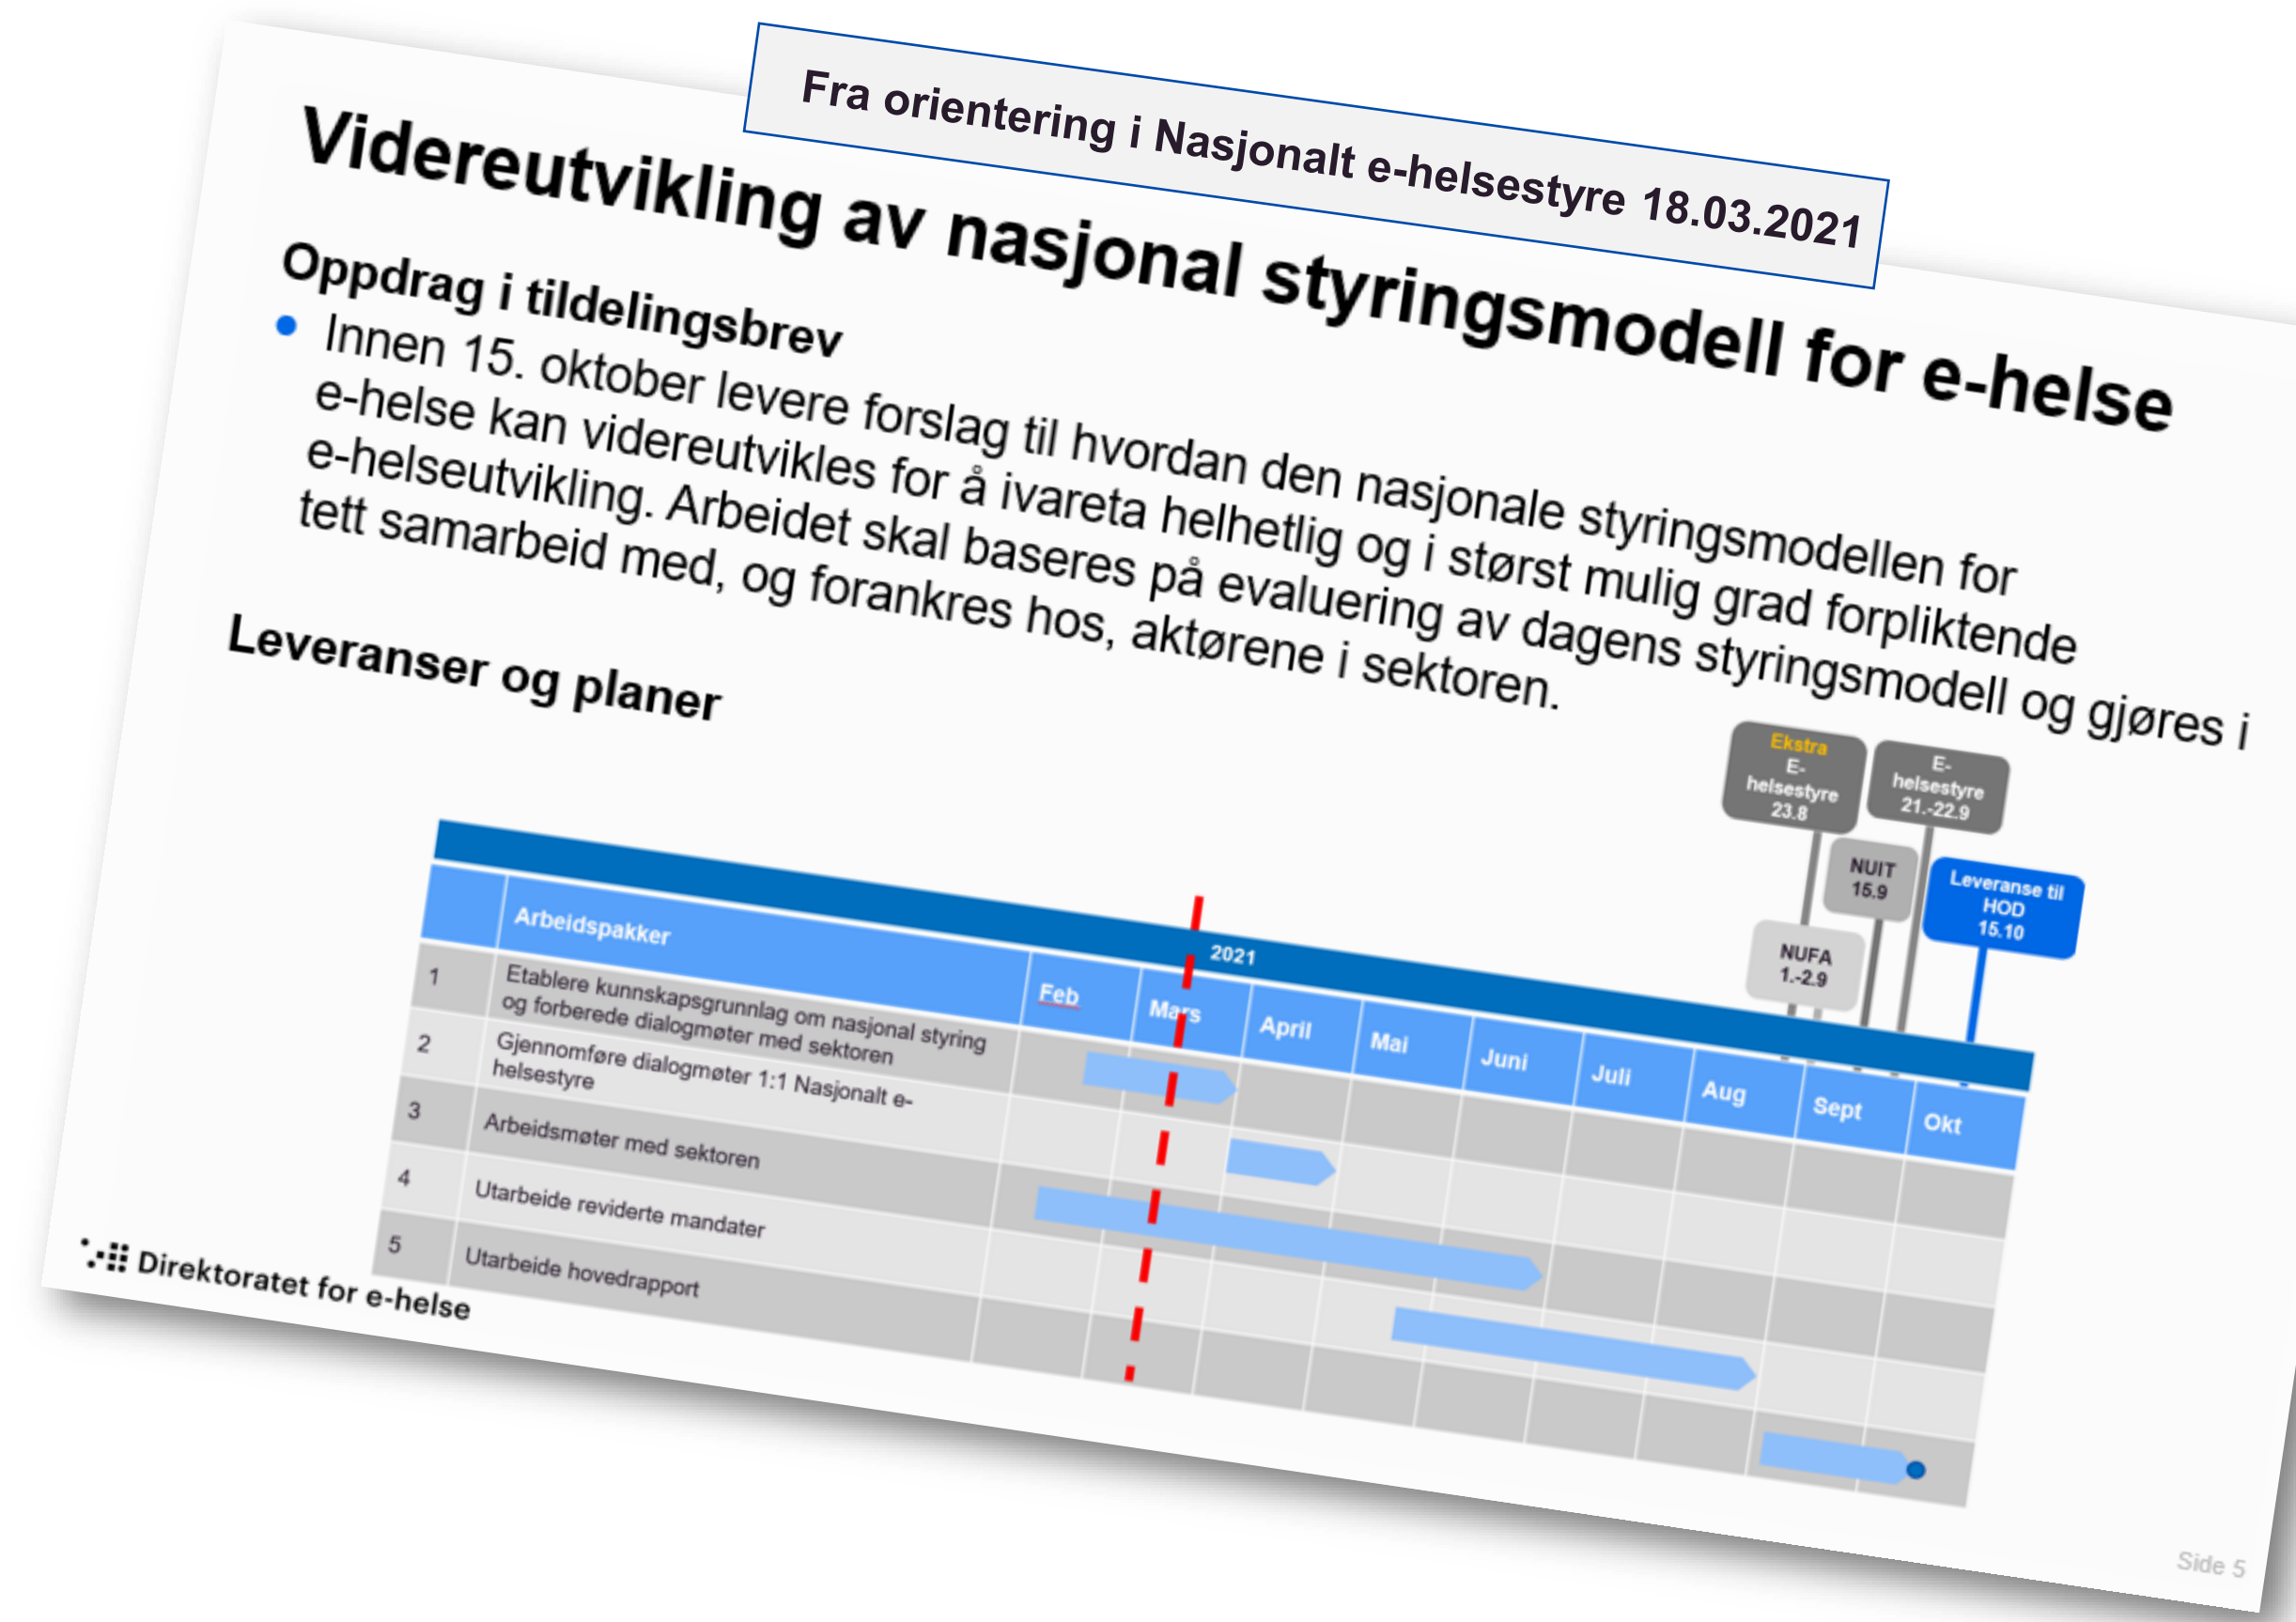 Fra orientering i Nasjonalt e-helsestyre 18.03.2021
Videreutvikling av nasjonal styringsmodell for e-helse
Oppdrag i tildelingsbrev
Innen 15. oktober levere forslag til hvordan den nasjonale styringsmodellen for
e-helse kan videreutvikles for å ivareta helhetlig og i størst mulig grad forpliktende
e-helseutvikling. Arbeidet skal baseres på evaluering av dagens styringsmodell og gjøres i
tett samarbeid med, og forankres hos, aktørene i sektoren.
Leveranser og planer
Ekstra
E-
helsestyre
23.8
E-
helsestyre
21.-22.9
NUIT
15.9
Leveranse til
HOD
15.10
NUFA
1.-2.9
2021
Arbeidspakker
Feb
Mars
April
Mai
Juni
Juli
Aug
Sept
Okt
1
Etablere kunnskapsgrunnlag om nasjonal styring
og forberede dialogmøter med sektoren
2
Gjennomføre dialogmøter 1:1 Nasjonalt e-
helsestyre
3
Arbeidsmøter med sektoren
4
Utarbeide reviderte mandater
5
Utarbeide hovedrapport
Direktoratet for e-helse
Side 5